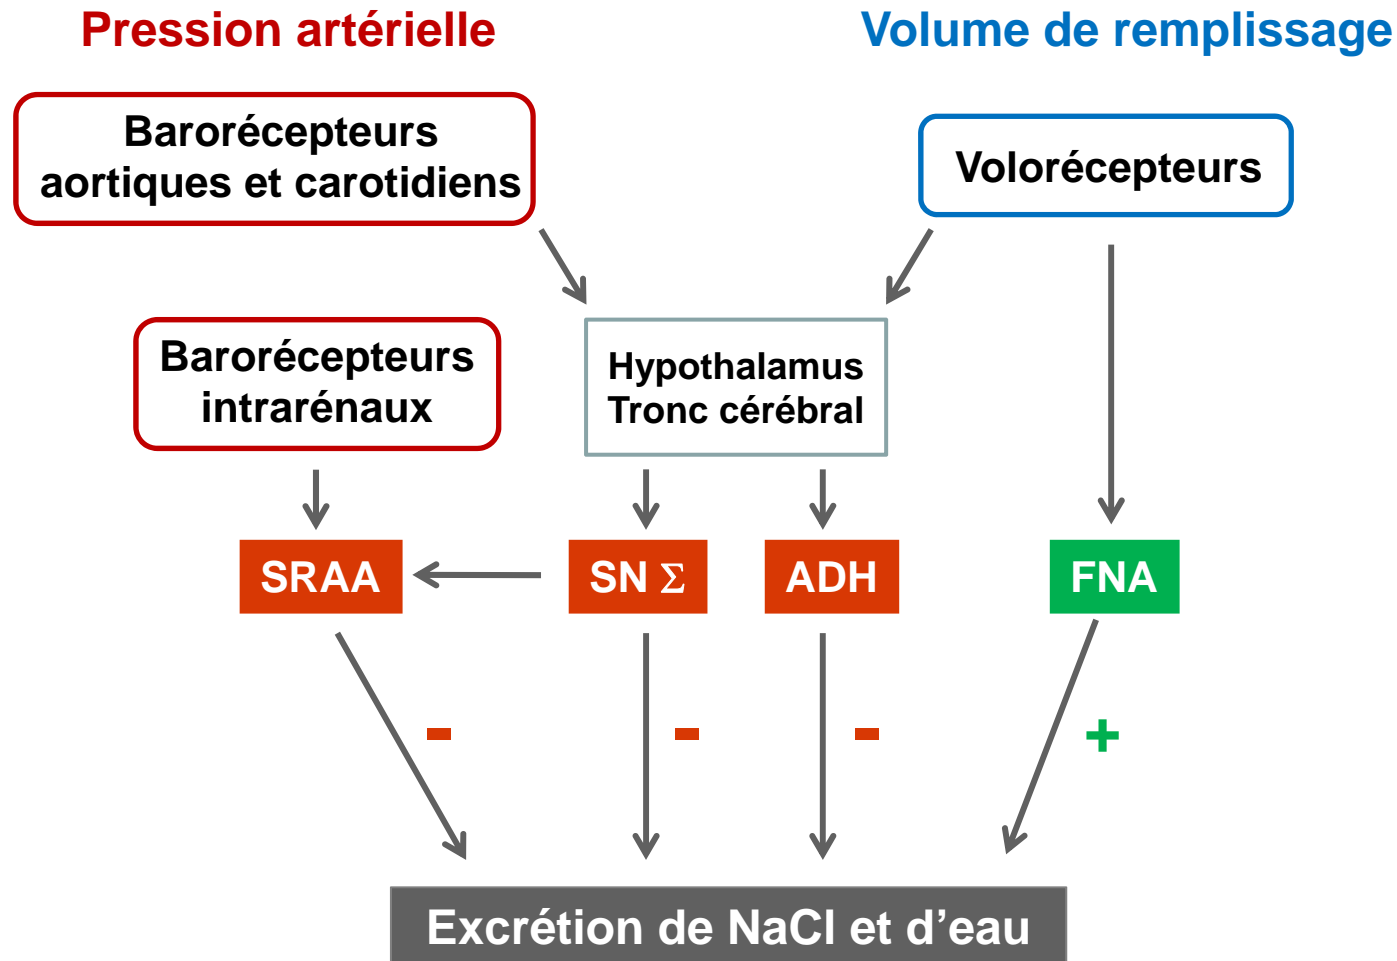 Pression artérielle
Volume de remplissage
Barorécepteurs
aortiques et carotidiens
Volorécepteurs
Barorécepteurs
intrarénaux
Hypothalamus
Tronc cérébral
SRAA
SN Σ
ADH
FNA
-
-
-
+
Excrétion de NaCl et d’eau